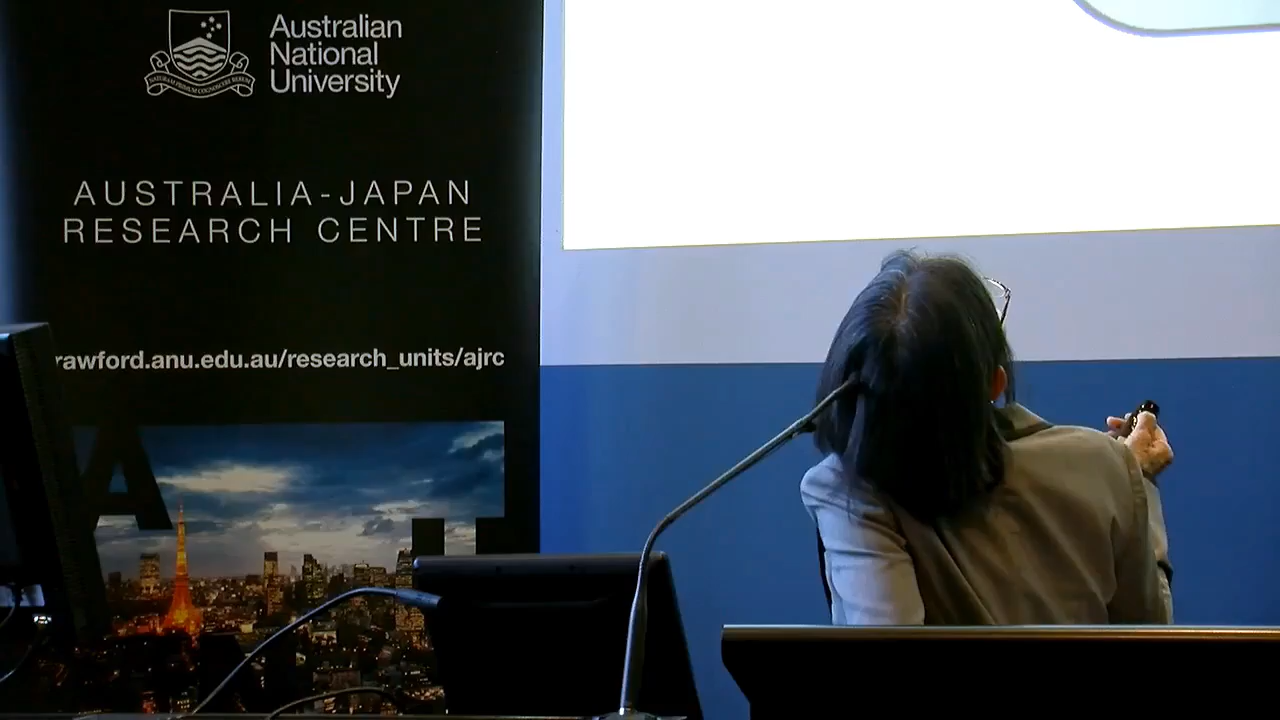 Australian
National
University
AUSTRALIA-JAPAN
RESEARCH CENTRE
rawford.anu.edu.au/research_units/ajrc
A J